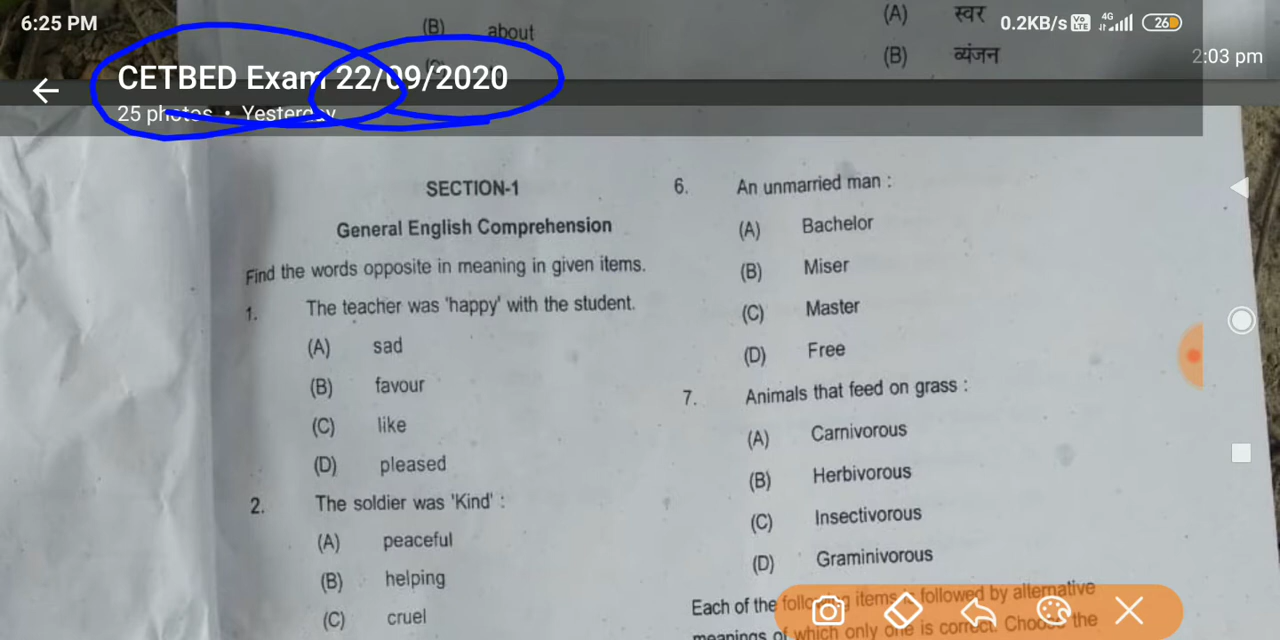 6:25 PM
0.2KB/s Vo LTE 4G 26
(B) about
(A) स्वर
(B) व्यंजन
2:03 pm
CETBED Exam 22/09/2020
25 photos • Yesterday
SECTION-1
General English Comprehension
Find the words opposite in meaning in given items.
1. The teacher was 'happy' with the student.
(A) sad
(B) favour
(C) like
(D) pleased
2. The soldier was 'Kind' :
(A) peaceful
(B) helping
(C) cruel
6. An unmarried man :
(A) Bachelor
(B) Miser
(C) Master
(D) Free
7. Animals that feed on grass :
(A) Carnivorous
(B) Herbivorous
(C) Insectivorous
(D) Graminivorous
Each of the following items followed by alternative
meanings of which only one is correct. Choose the